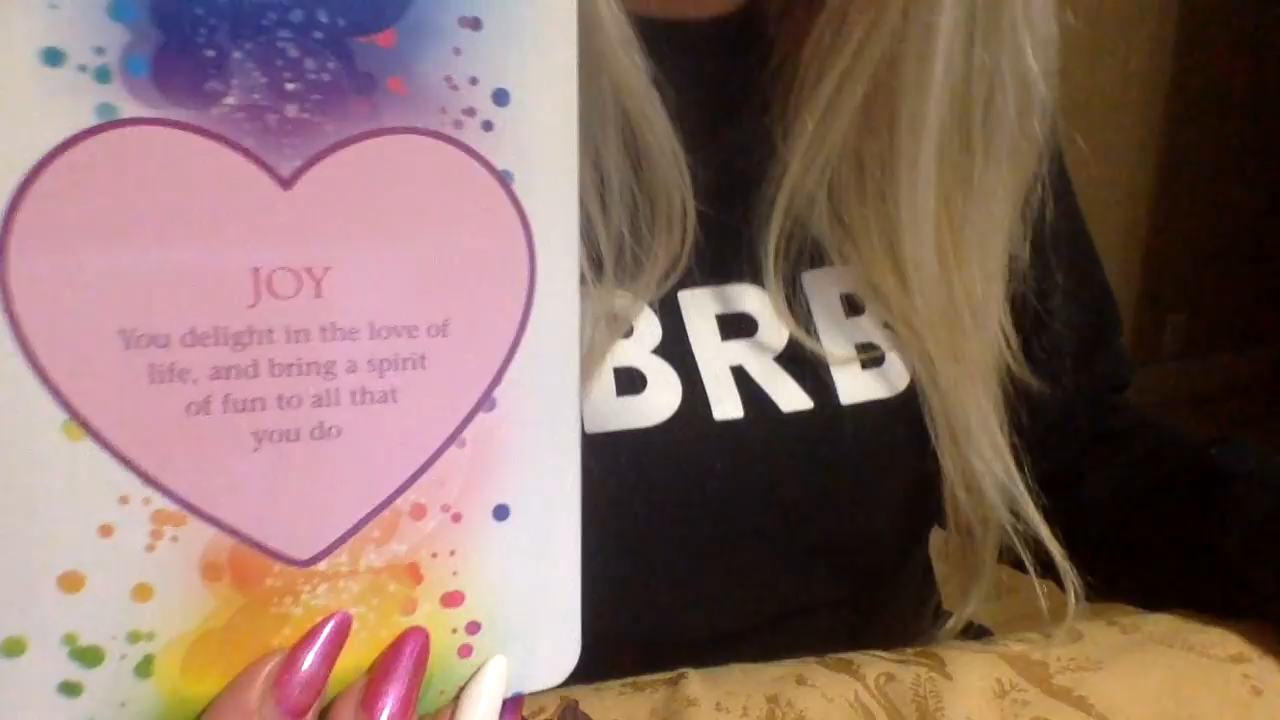 JOY
You delight in the love of
life, and bring a spirit
of fun to all that
you do
BRB